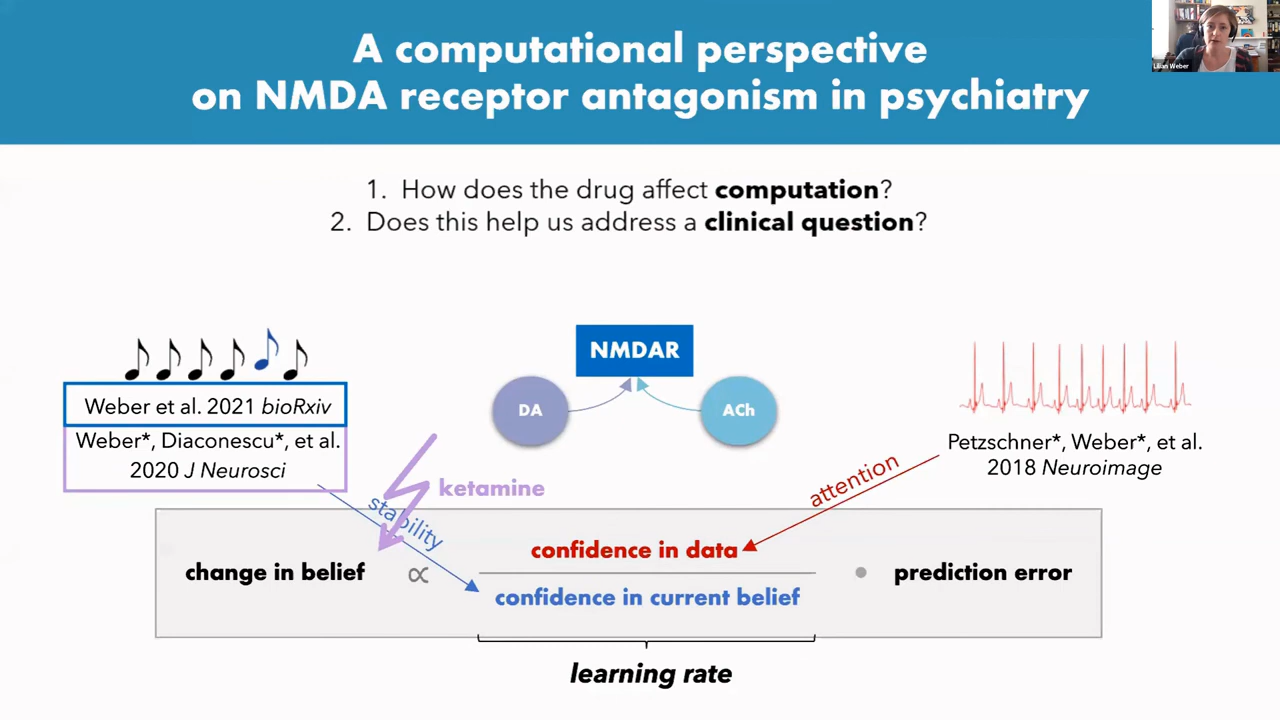 A computational perspective
on NMDA receptor antagonism in psychiatry
Lilian Weber
1. How does the drug affect computation?
2. Does this help us address a clinical question?
NMDAR
DA
ACh
Weber et al. 2021 bioRxiv
Weber*, Diaconescu*, et al.
2020 J Neurosci
Petzschner*, Weber*, et al.
2018 Neuroimage
ketamine
stability
attention
change in belief ∝ confidence in data
confidence in current belief
• prediction error
learning rate